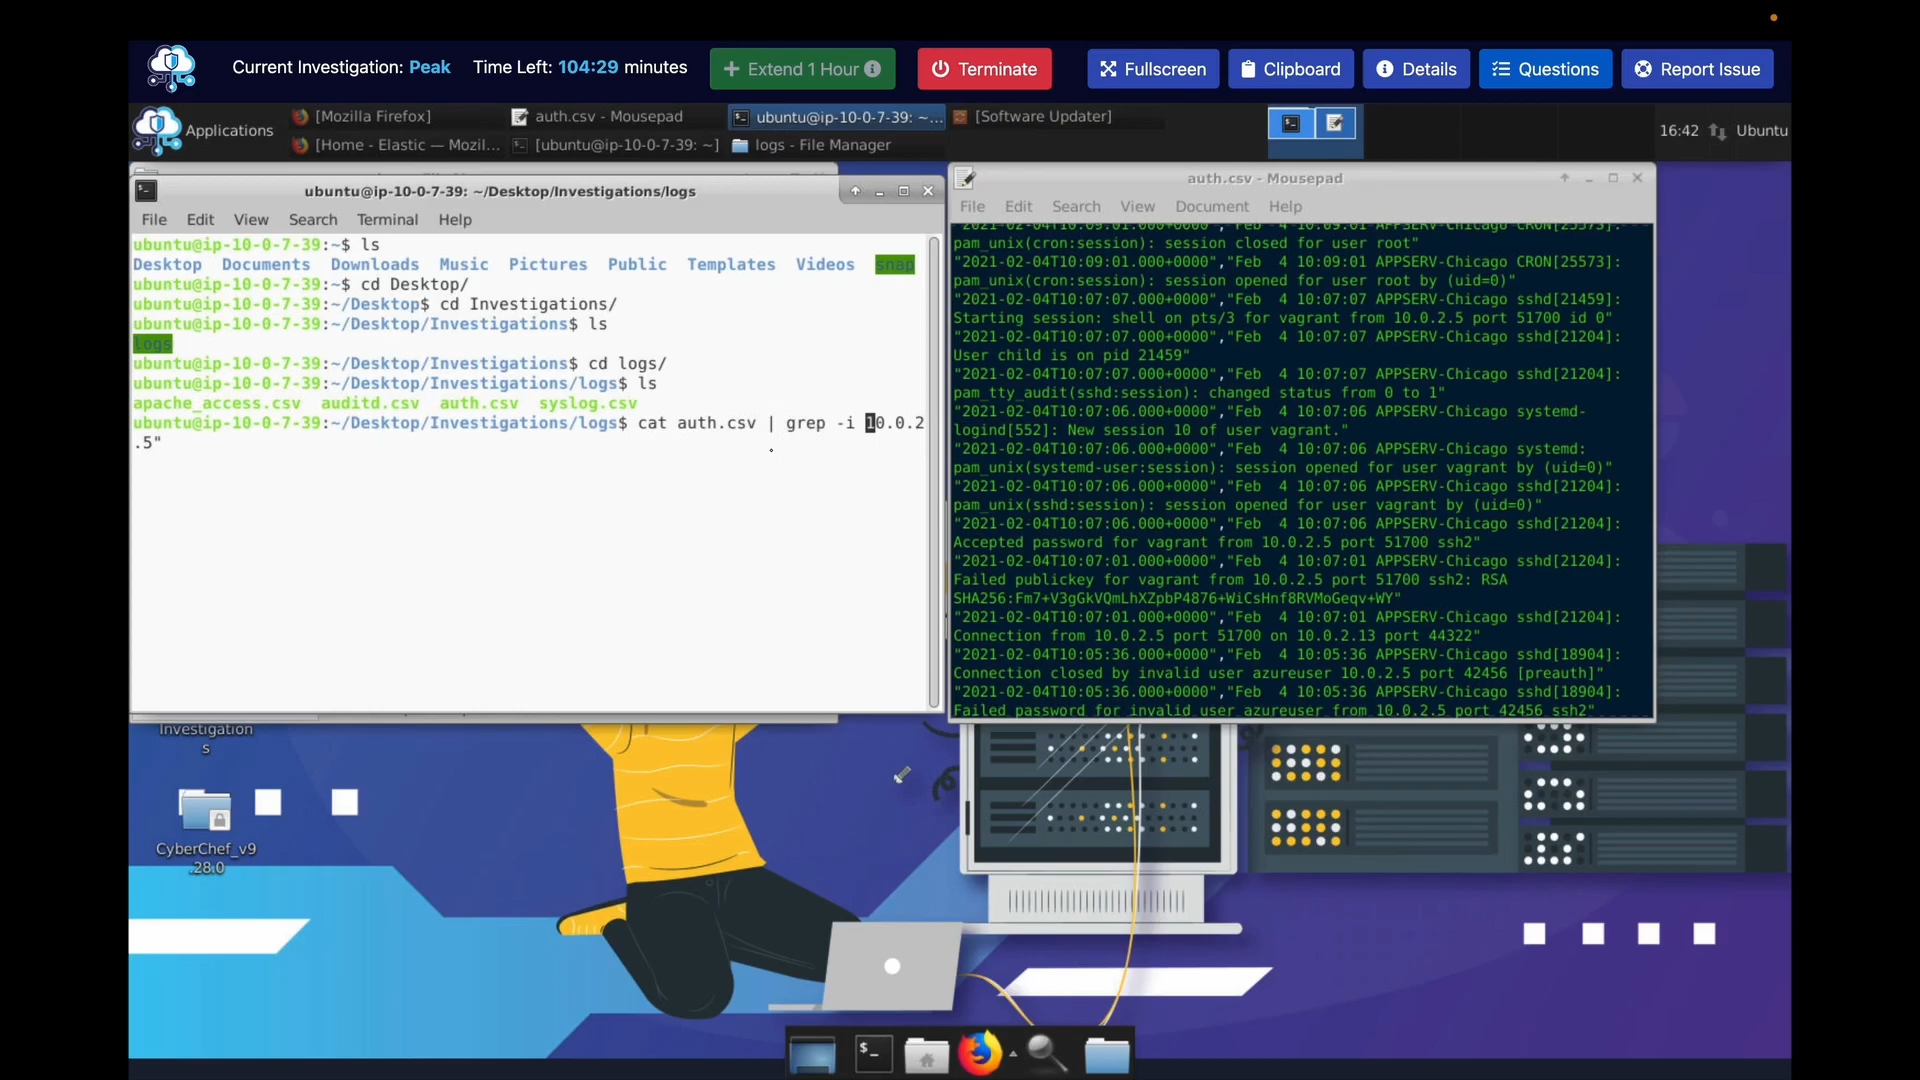 Current Investigation: Peak Time Left: 104:29 minutes + Extend 1 Hour Terminate Fullscreen Clipboard Details Questions Report Issue
Applications
[Mozilla Firefox] auth.csv - Mousepad ubuntu@ip-10-0-7-39: ~... [Software Updater]
[Home - Elastic — Mozil... [ubuntu@ip-10-0-7-39: ~] logs - File Manager
16:42 Ubuntu
ubuntu@ip-10-0-7-39: ~/Desktop/Investigations/logs
File Edit View Search Terminal Help
ubuntu@ip-10-0-7-39:~$ ls
Desktop Documents Downloads Music Pictures Public Templates Videos snap
ubuntu@ip-10-0-7-39:~$ cd Desktop/
ubuntu@ip-10-0-7-39:~/Desktop$ cd Investigations/
ubuntu@ip-10-0-7-39:~/Desktop/Investigations$ ls
logs
ubuntu@ip-10-0-7-39:~/Desktop/Investigations$ cd logs/
ubuntu@ip-10-0-7-39:~/Desktop/Investigations/logs$ ls
apache_access.csv auditd.csv auth.csv syslog.csv
ubuntu@ip-10-0-7-39:~/Desktop/Investigations/logs$ cat auth.csv | grep -i 10.0.2
.5"
auth.csv - Mousepad
File Edit Search View Document Help
"2021-02-04T10:09:01.000+0000","Feb 4 10:09:01 APPSERV-Chicago CRON[25573]:
pam_unix(cron:session): session closed for user root"
"2021-02-04T10:09:01.000+0000","Feb 4 10:09:01 APPSERV-Chicago CRON[25573]:
pam_unix(cron:session): session opened for user root by (uid=0)"
"2021-02-04T10:07:07.000+0000","Feb 4 10:07:07 APPSERV-Chicago sshd[21459]:
Starting session: shell on pts/3 for vagrant from 10.0.2.5 port 51700 id 0"
"2021-02-04T10:07:07.000+0000","Feb 4 10:07:07 APPSERV-Chicago sshd[21204]:
User child is on pid 21459"
"2021-02-04T10:07:07.000+0000","Feb 4 10:07:07 APPSERV-Chicago sshd[21204]:
pam_tty_audit(sshd:session): changed status from 0 to 1"
"2021-02-04T10:07:06.000+0000","Feb 4 10:07:06 APPSERV-Chicago systemd-
logind[552]: New session 10 of user vagrant."
"2021-02-04T10:07:06.000+0000","Feb 4 10:07:06 APPSERV-Chicago systemd:
pam_unix(systemd-user:session): session opened for user vagrant by (uid=0)"
"2021-02-04T10:07:06.000+0000","Feb 4 10:07:06 APPSERV-Chicago sshd[21204]:
pam_unix(sshd:session): session opened for user vagrant by (uid=0)"
"2021-02-04T10:07:06.000+0000","Feb 4 10:07:06 APPSERV-Chicago sshd[21204]:
Accepted password for vagrant from 10.0.2.5 port 51700 ssh2"
"2021-02-04T10:07:01.000+0000","Feb 4 10:07:01 APPSERV-Chicago sshd[21204]:
Failed publickey for vagrant from 10.0.2.5 port 51700 ssh2: RSA
SHA256:Fm7+V3gGkVQmLhXZpbP4876+WiCsHnf8RVMoGeqv+WY"
"2021-02-04T10:07:01.000+0000","Feb 4 10:07:01 APPSERV-Chicago sshd[21204]:
Connection from 10.0.2.5 port 51700 on 10.0.2.13 port 44322"
"2021-02-04T10:05:36.000+0000","Feb 4 10:05:36 APPSERV-Chicago sshd[18904]:
Connection closed by invalid user azureuser 10.0.2.5 port 42456 [preauth]"
"2021-02-04T10:05:36.000+0000","Feb 4 10:05:36 APPSERV-Chicago sshd[18904]:
Failed password for invalid user azureuser from 10.0.2.5 port 42456 ssh2"
Investigation
s
CyberChef_v9
.28.0